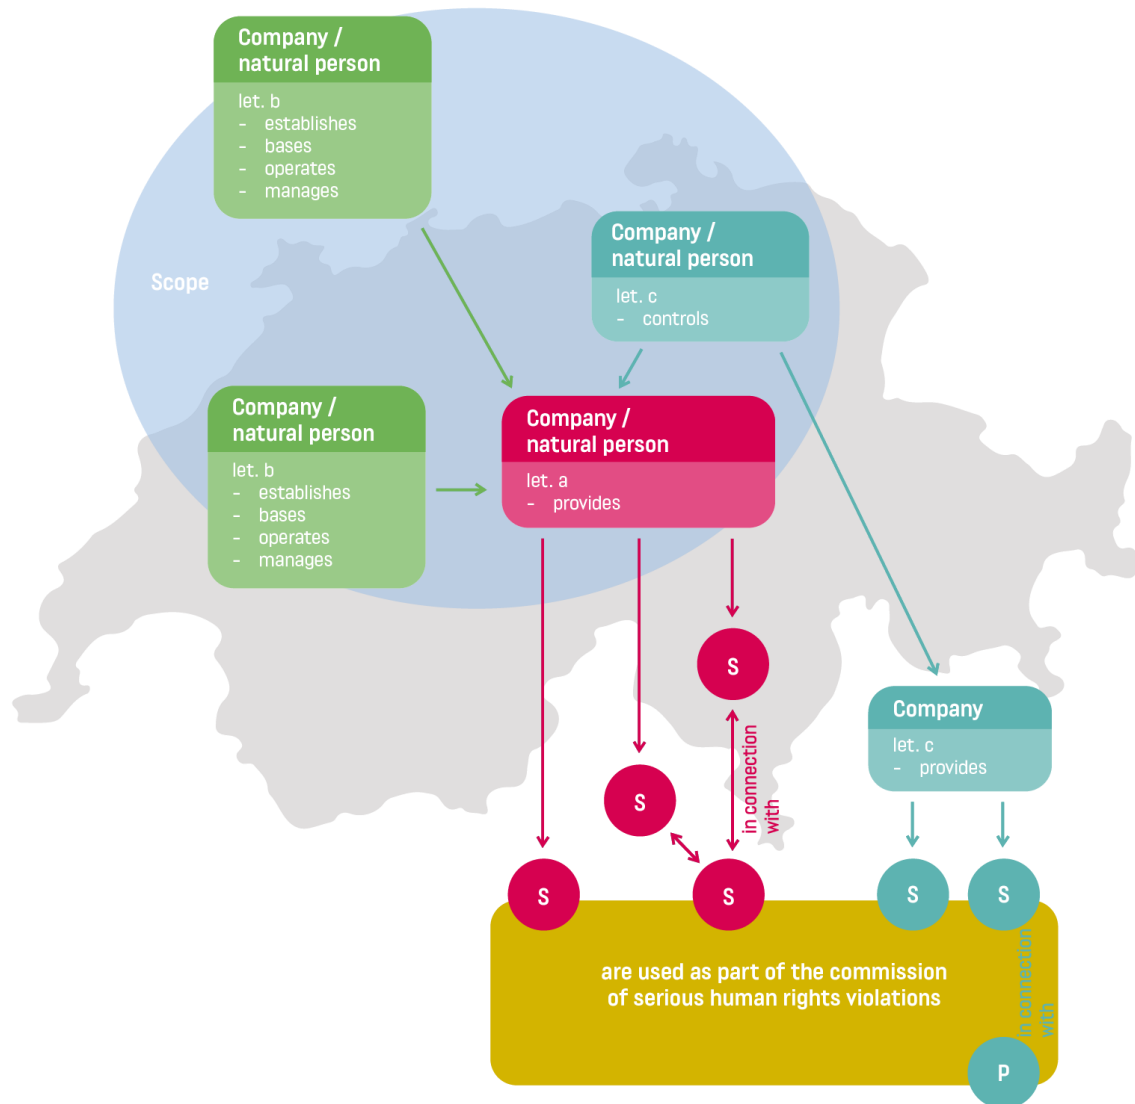 Company /
natural person
let. b
- establishes
- bases
- operates
- manages
Scope
Company /
natural person
let. c
- controls
Company /
natural person
let. b
- establishes
- bases
- operates
- manages
Company /
natural person
let. a
- provides
S
in connection
with
S
Company
let. c
- provides
S
S
S
S
are used as part of the commission
of serious human rights violations
in connection
with
P